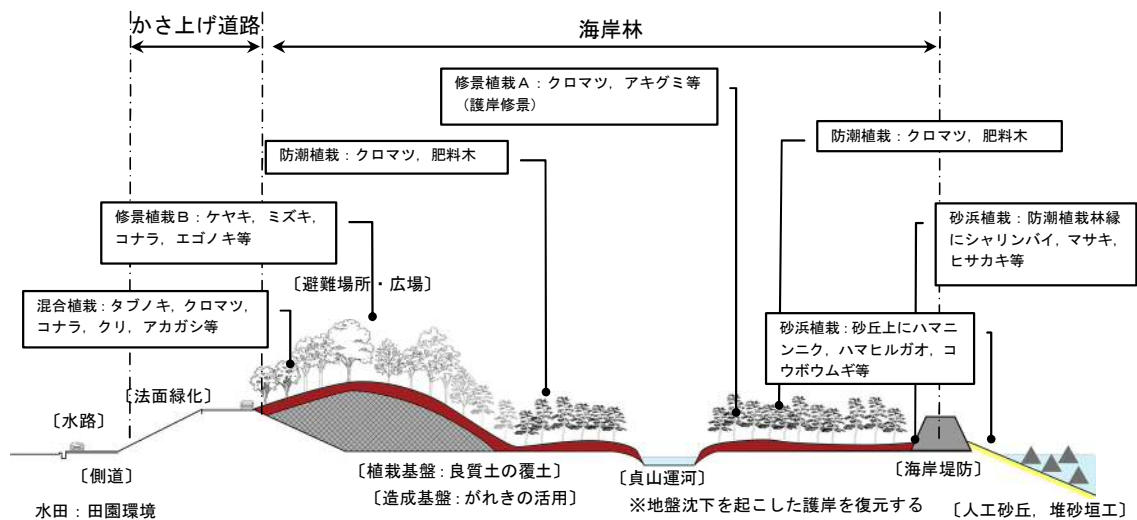 かさ上げ道路
海岸林
修景植栽A：クロマツ，アキグミ等
（護岸修景）
防潮植栽：クロマツ，肥料木
防潮植栽：クロマツ，肥料木
修景植栽B：ケヤキ，ミズキ，
コナラ，エゴノキ等
砂浜植栽：防潮植栽林縁
にシャリンバイ，マサキ，
ヒサカキ等
〔避難場所・広場〕
混合植栽：タブノキ，クロマツ，
コナラ，クリ，アカガシ等
砂浜植栽：砂丘上にハマニ
ンニク，ハマヒルガオ，コ
ウボウムギ等
〔法面緑化〕
〔水路〕
〔側道〕
〔植栽基盤：良質土の覆土〕
〔貞山運河〕
〔海岸堤防〕
〔造成基盤：がれきの活用〕
※地盤沈下を起こした護岸を復元する
〔人工砂丘，堆砂垣工〕
水田：田園環境